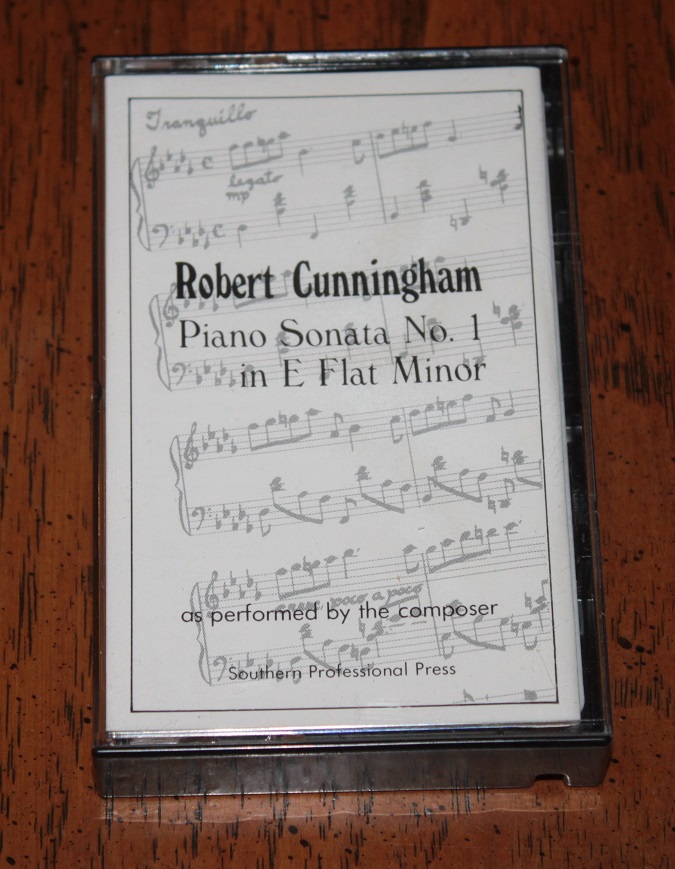 Tranquillo
legato
mp
Robert Cunningham
Piano Sonata No. 1
in E Flat Minor
cresc. poco a poco
as performed by the composer
Southern Professional Press